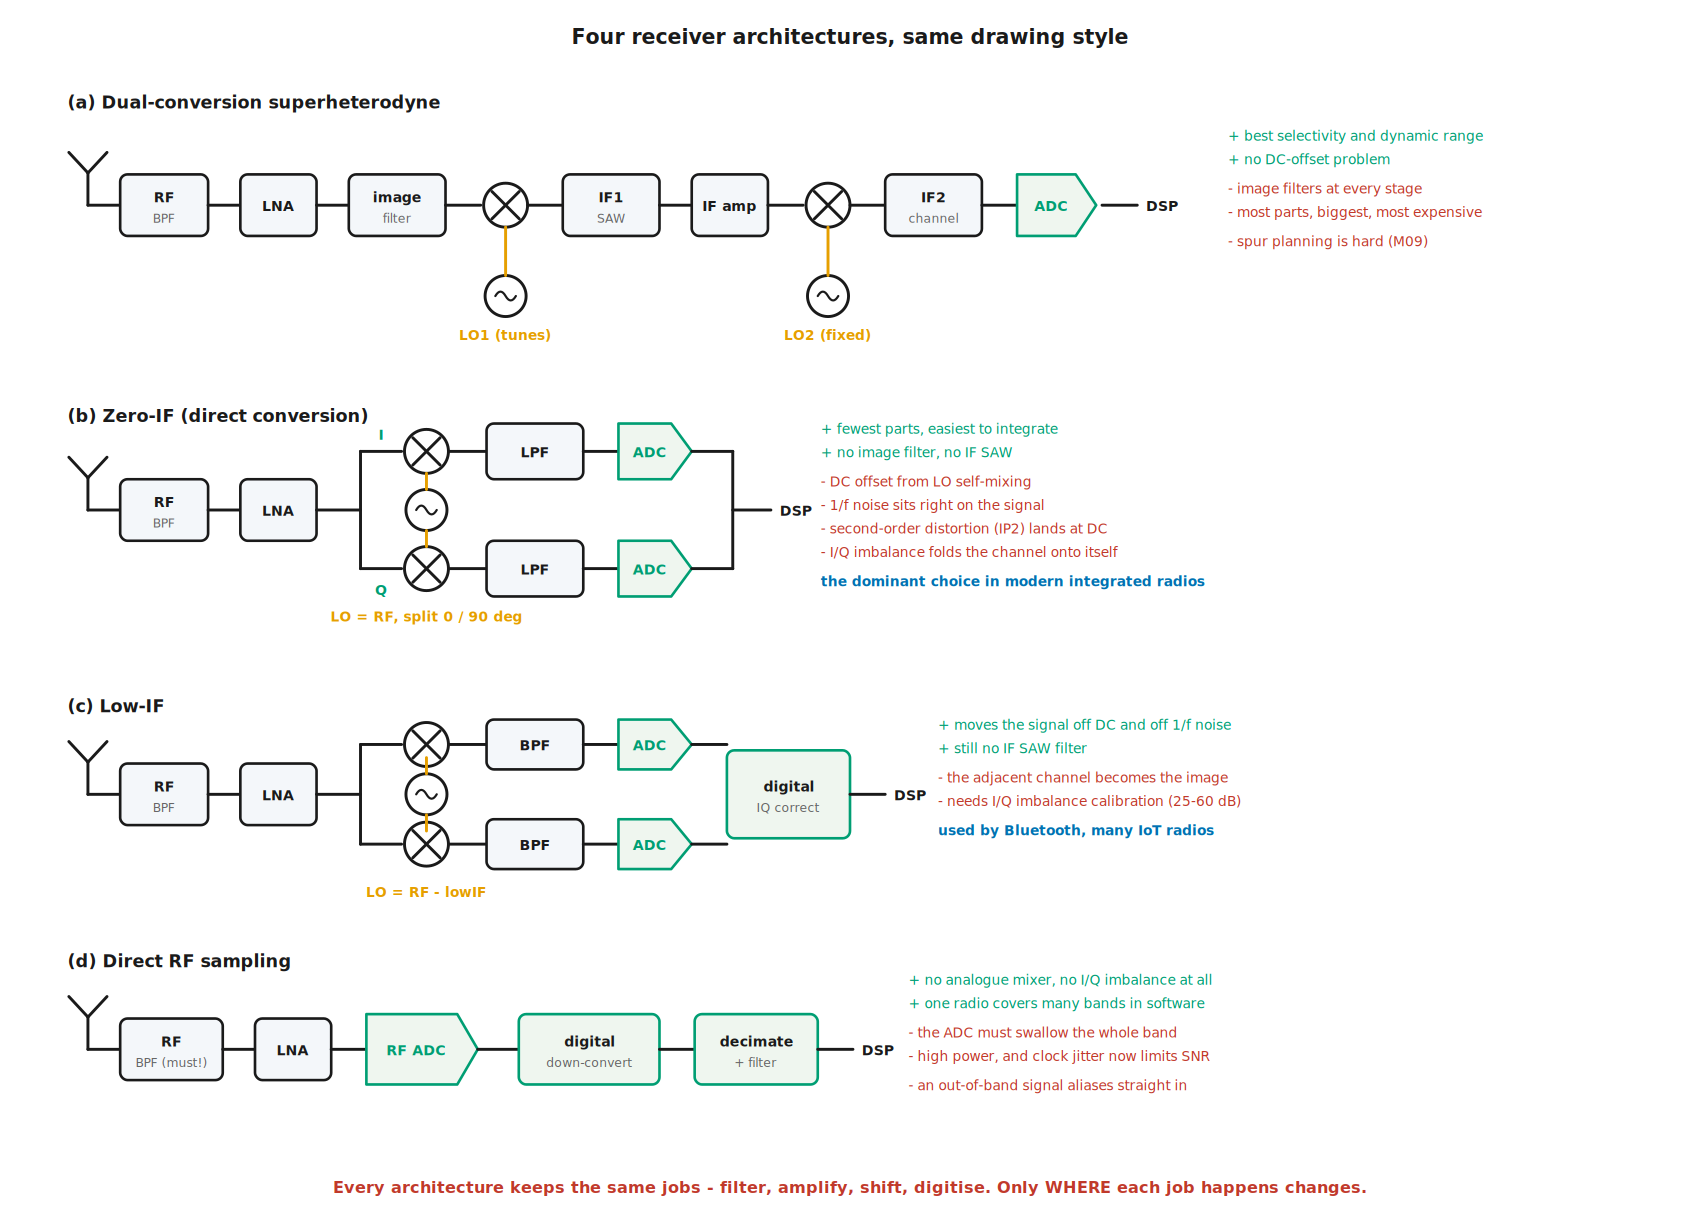 Four receiver architectures, same drawing style
(a) Dual-conversion superheterodyne
RF
BPF
LNA
image
filter
IF1
SAW
IF amp
IF2
channel
ADC
DSP
LO1 (tunes)
LO2 (fixed)
+ best selectivity and dynamic range
+ no DC-offset problem
- image filters at every stage
- most parts, biggest, most expensive
- spur planning is hard (M09)
(b) Zero-IF (direct conversion)
RF
BPF
LNA
I
Q
LPF
ADC
LPF
ADC
DSP
LO = RF, split 0 / 90 deg
+ fewest parts, easiest to integrate
+ no image filter, no IF SAW
- DC offset from LO self-mixing
- 1/f noise sits right on the signal
- second-order distortion (IP2) lands at DC
- I/Q imbalance folds the channel onto itself
the dominant choice in modern integrated radios
(c) Low-IF
RF
BPF
LNA
BPF
ADC
BPF
ADC
digital
IQ correct
DSP
LO = RF - lowIF
+ moves the signal off DC and off 1/f noise
+ still no IF SAW filter
- the adjacent channel becomes the image
- needs I/Q imbalance calibration (25-60 dB)
used by Bluetooth, many IoT radios
(d) Direct RF sampling
RF
BPF (must!)
LNA
RF ADC
digital
down-convert
decimate
+ filter
DSP
+ no analogue mixer, no I/Q imbalance at all
+ one radio covers many bands in software
- the ADC must swallow the whole band
- high power, and clock jitter now limits SNR
- an out-of-band signal aliases straight in
Every architecture keeps the same jobs - filter, amplify, shift, digitise. Only WHERE each job happens changes.